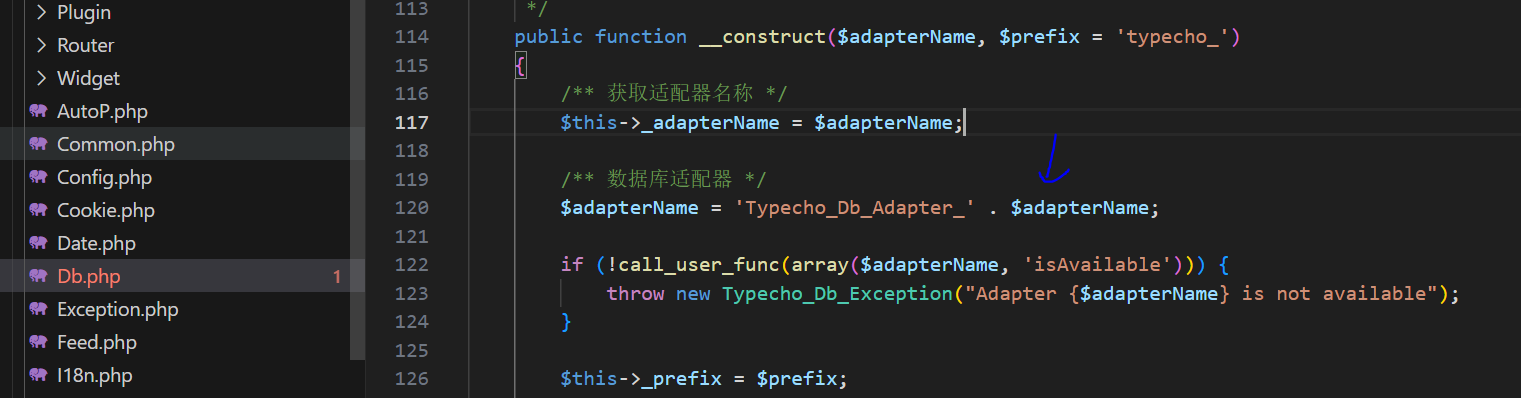 Plugin
Router
Widget
AutoP.php
Common.php
Config.php
Cookie.php
Date.php
Db.php 1
Exception.php
Feed.php
I18n.php
113 */
114 public function __construct($adapterName, $prefix = 'typecho_')
115 {
116 /** 获取适配器名称 */
117 $this->_adapterName = $adapterName;
118
119 /** 数据库适配器 */
120 $adapterName = 'Typecho_Db_Adapter_' . $adapterName;
121
122 if (!call_user_func(array($adapterName, 'isAvailable'))) {
123 throw new Typecho_Db_Exception("Adapter {$adapterName} is not available");
124 }
125
126 $this->_prefix = $prefix;